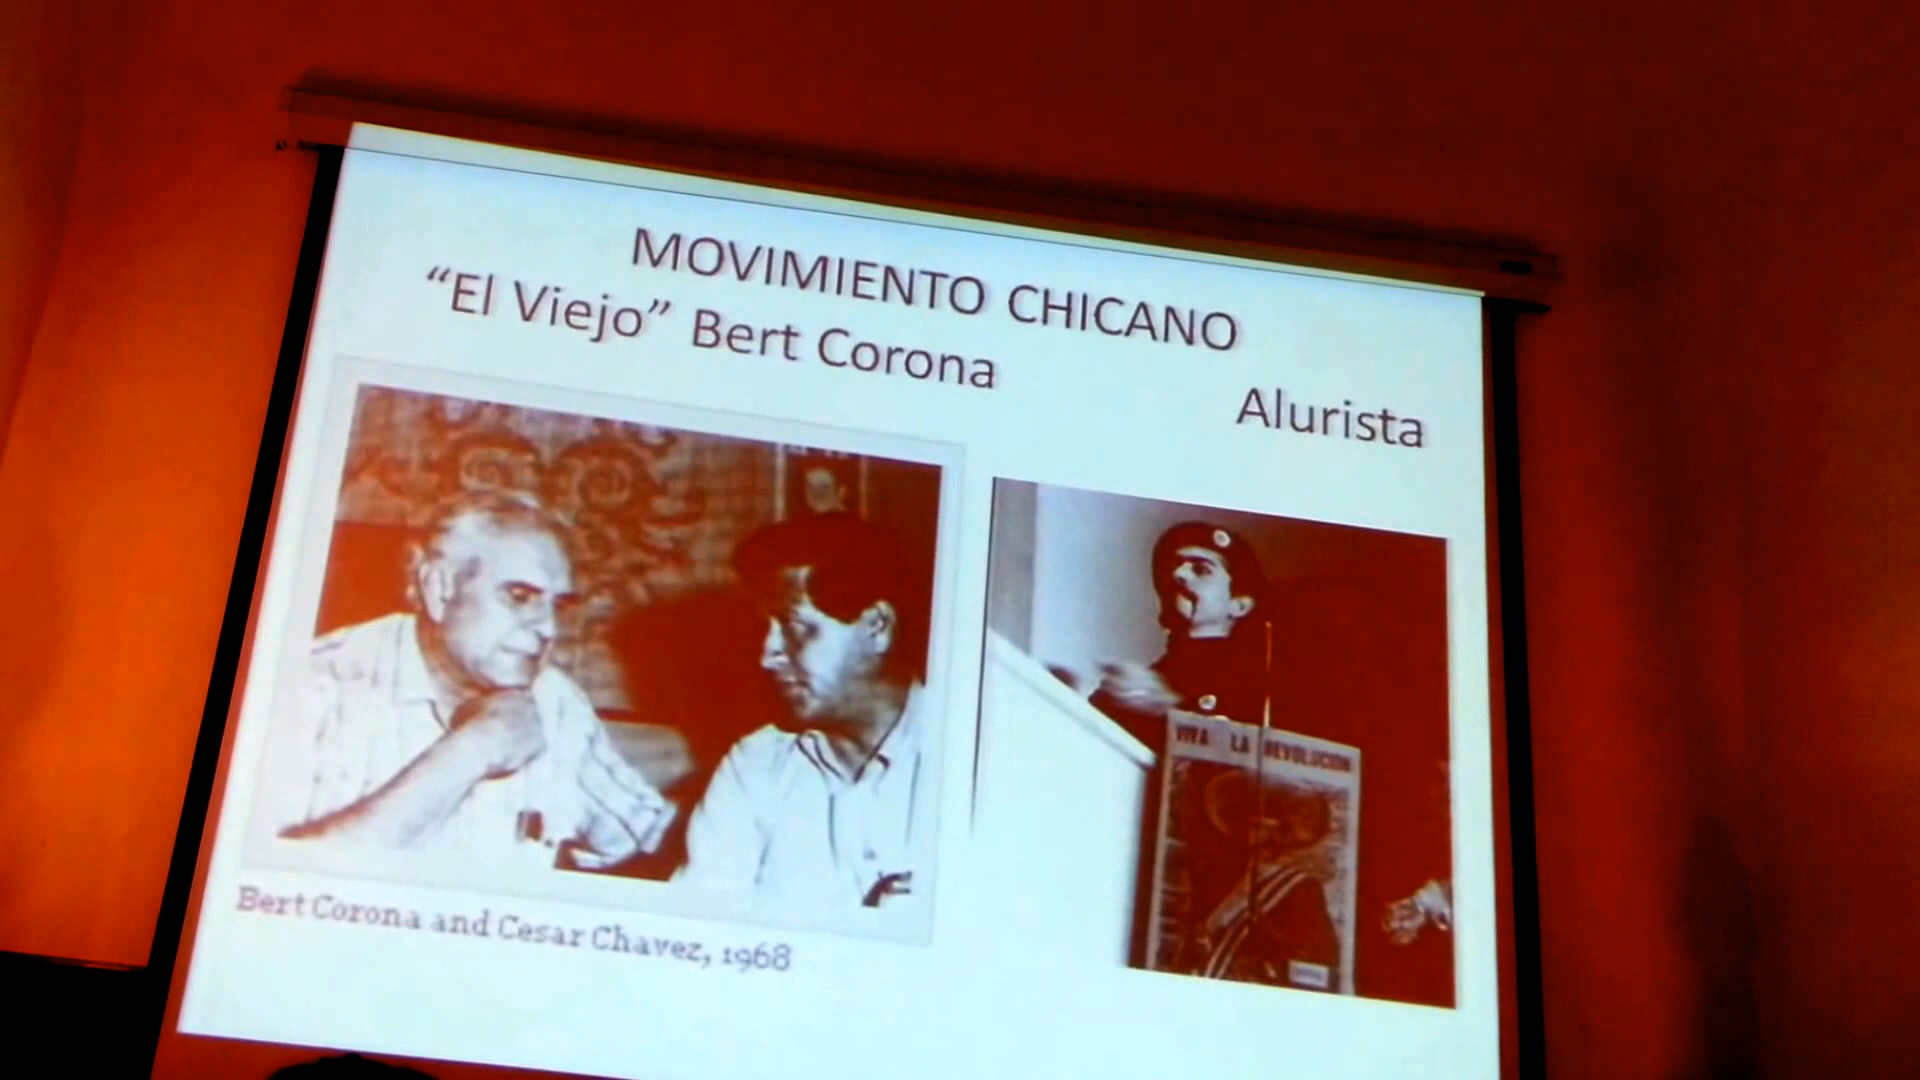 MOVIMIENTO CHICANO
“El Viejo” Bert Corona
Alurista
VIVA LA REVOLUCION
Bert Corona and Cesar Chavez, 1968